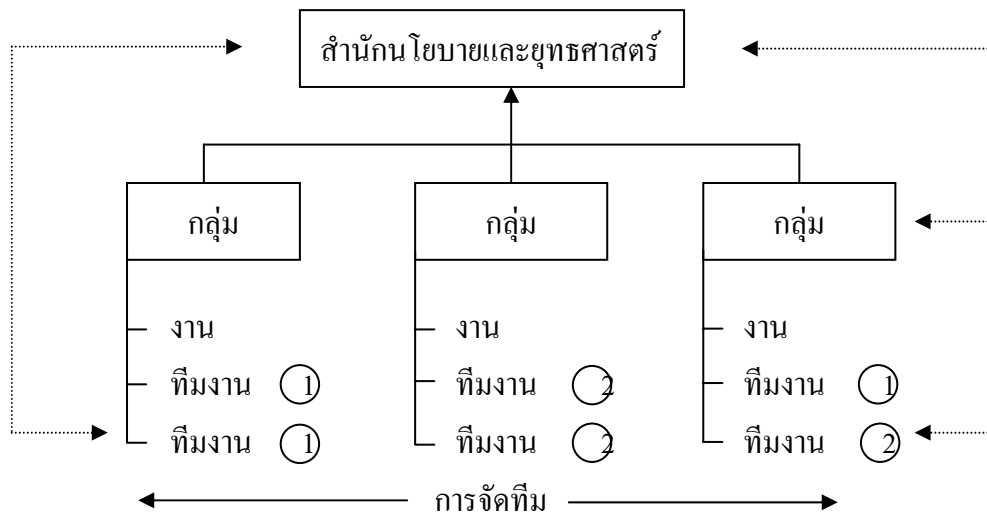 สำนักนโยบายและยุทธศาสตร์
กลุ่ม กลุ่ม กลุ่ม
งาน งาน งาน
ทีมงาน 1 ทีมงาน 2 ทีมงาน 1
ทีมงาน 1 ทีมงาน 2 ทีมงาน 2
การจัดทีม